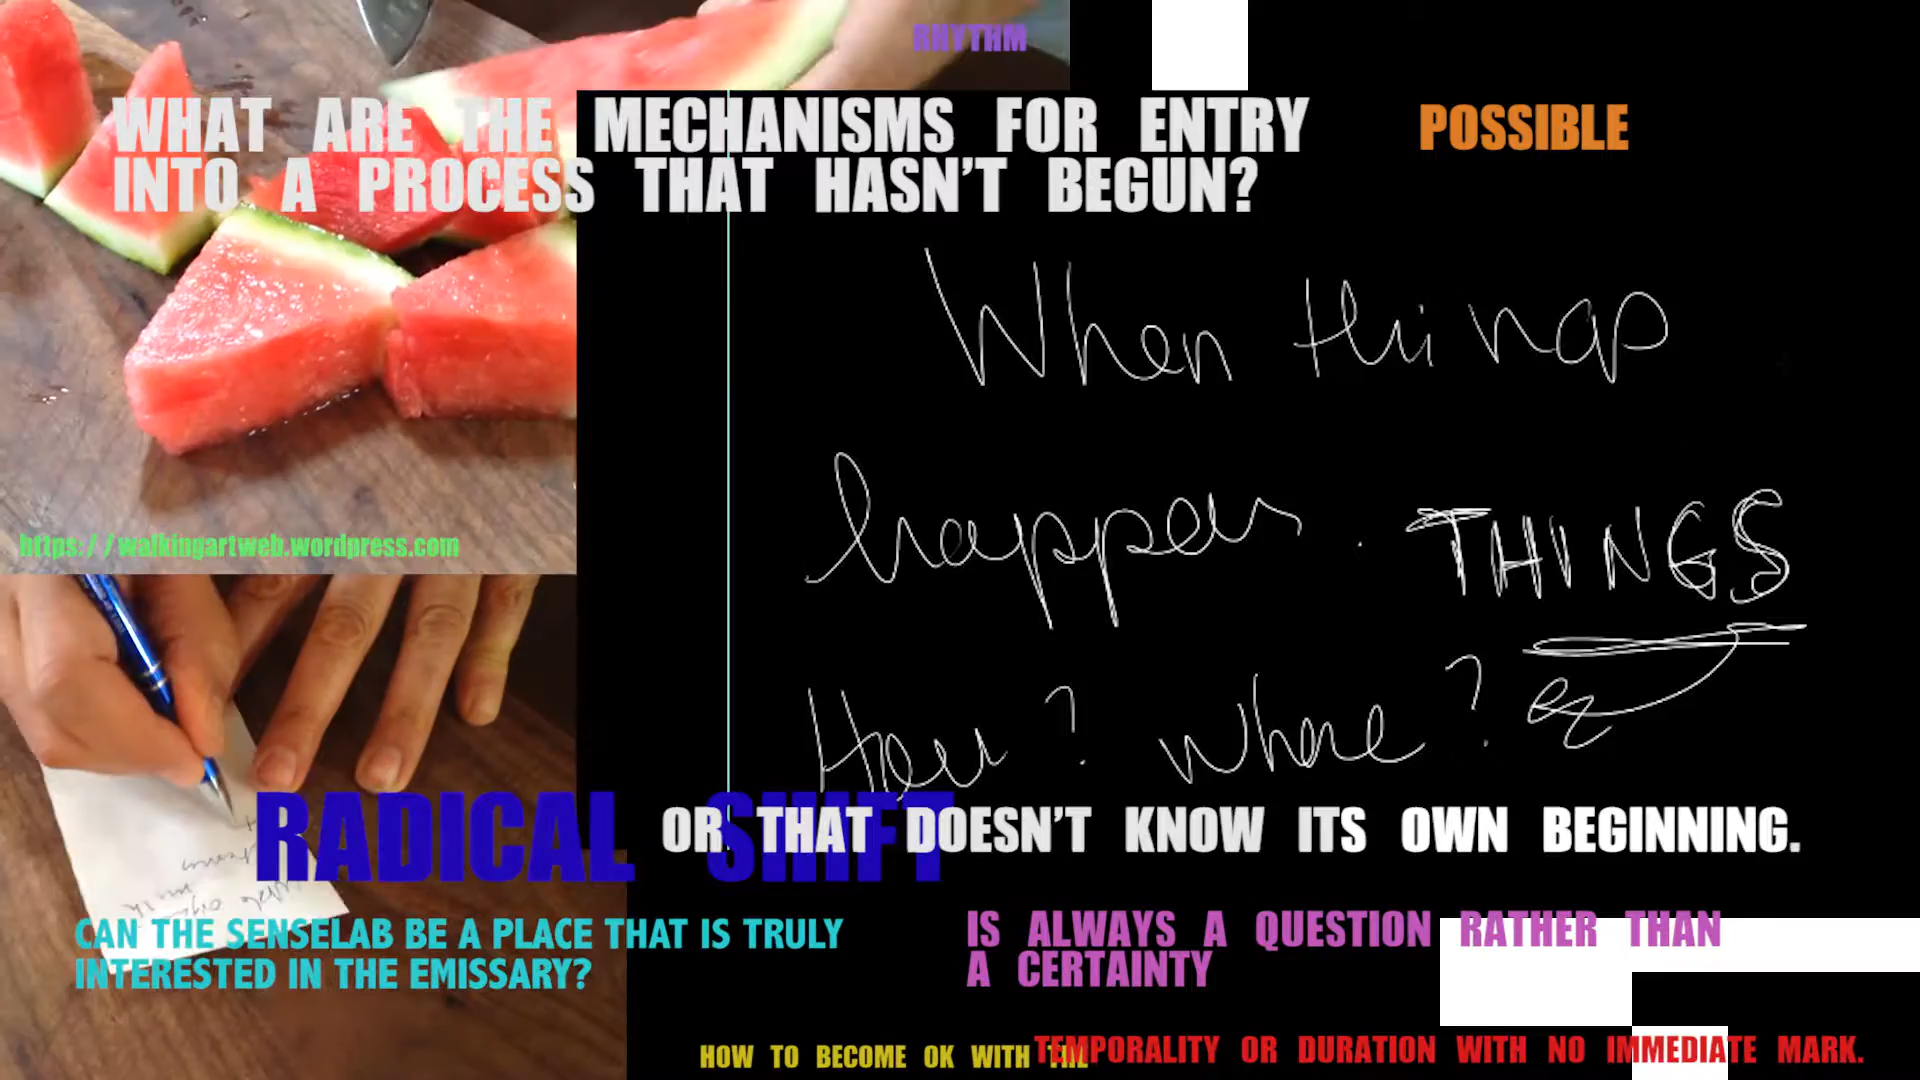 RHYTHM
WHAT ARE THE MECHANISMS FOR ENTRY
INTO A PROCESS THAT HASN'T BEGUN?
POSSIBLE
When things
happen. THINGS
https://walkingartweb.wordpress.com
How? Where?
RADICAL SHIFT
OR THAT DOESN'T KNOW ITS OWN BEGINNING.
CAN THE SENSELAB BE A PLACE THAT IS TRULY
INTERESTED IN THE EMISSARY?
IS ALWAYS A QUESTION RATHER THAN
A CERTAINTY
HOW TO BECOME OK WITH
TEMPORALITY OR DURATION WITH NO IMMEDIATE MARK.